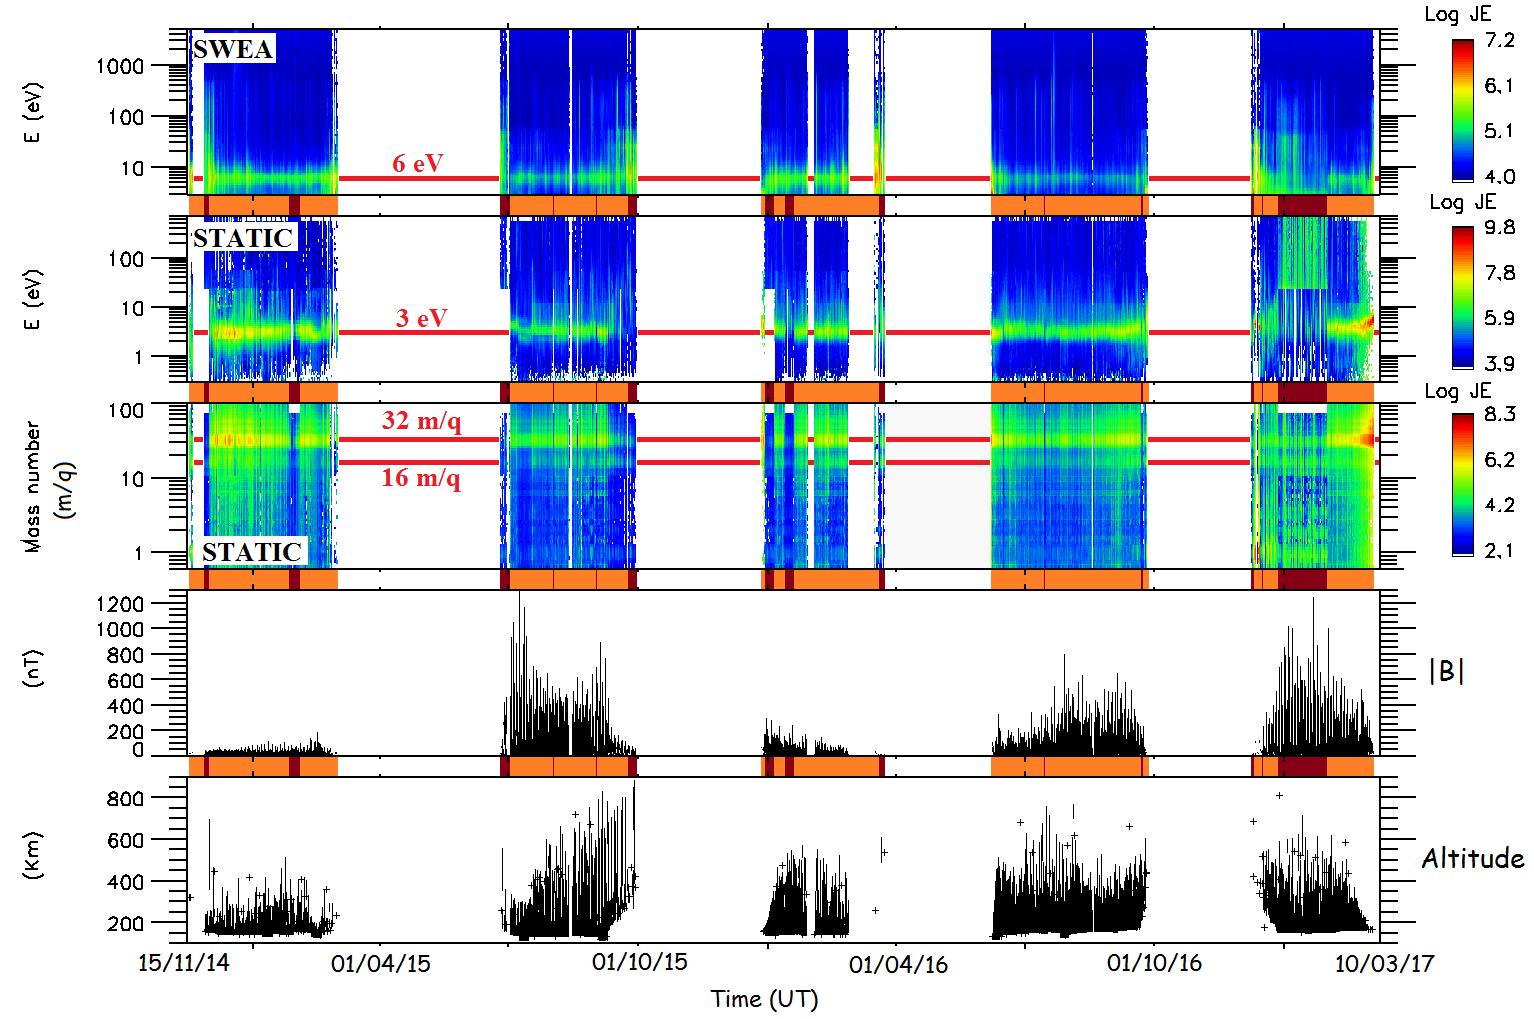 Log JE
SWEA
E (eV)
1000
100
10
6 eV
7.2
6.1
5.1
4.0
Log JE
STATIC
E (eV)
100
10
1
3 eV
9.8
7.8
5.9
3.9
Log JE
Mass number
(m/q)
100
10
1
32 m/q
16 m/q
STATIC
8.3
6.2
4.2
2.1
(nT)
1200
1000
800
600
400
200
0
|B|
(Km)
800
600
400
200
Altitude
15/11/14 01/04/15 01/10/15 01/04/16 01/10/16 10/03/17
Time (UT)